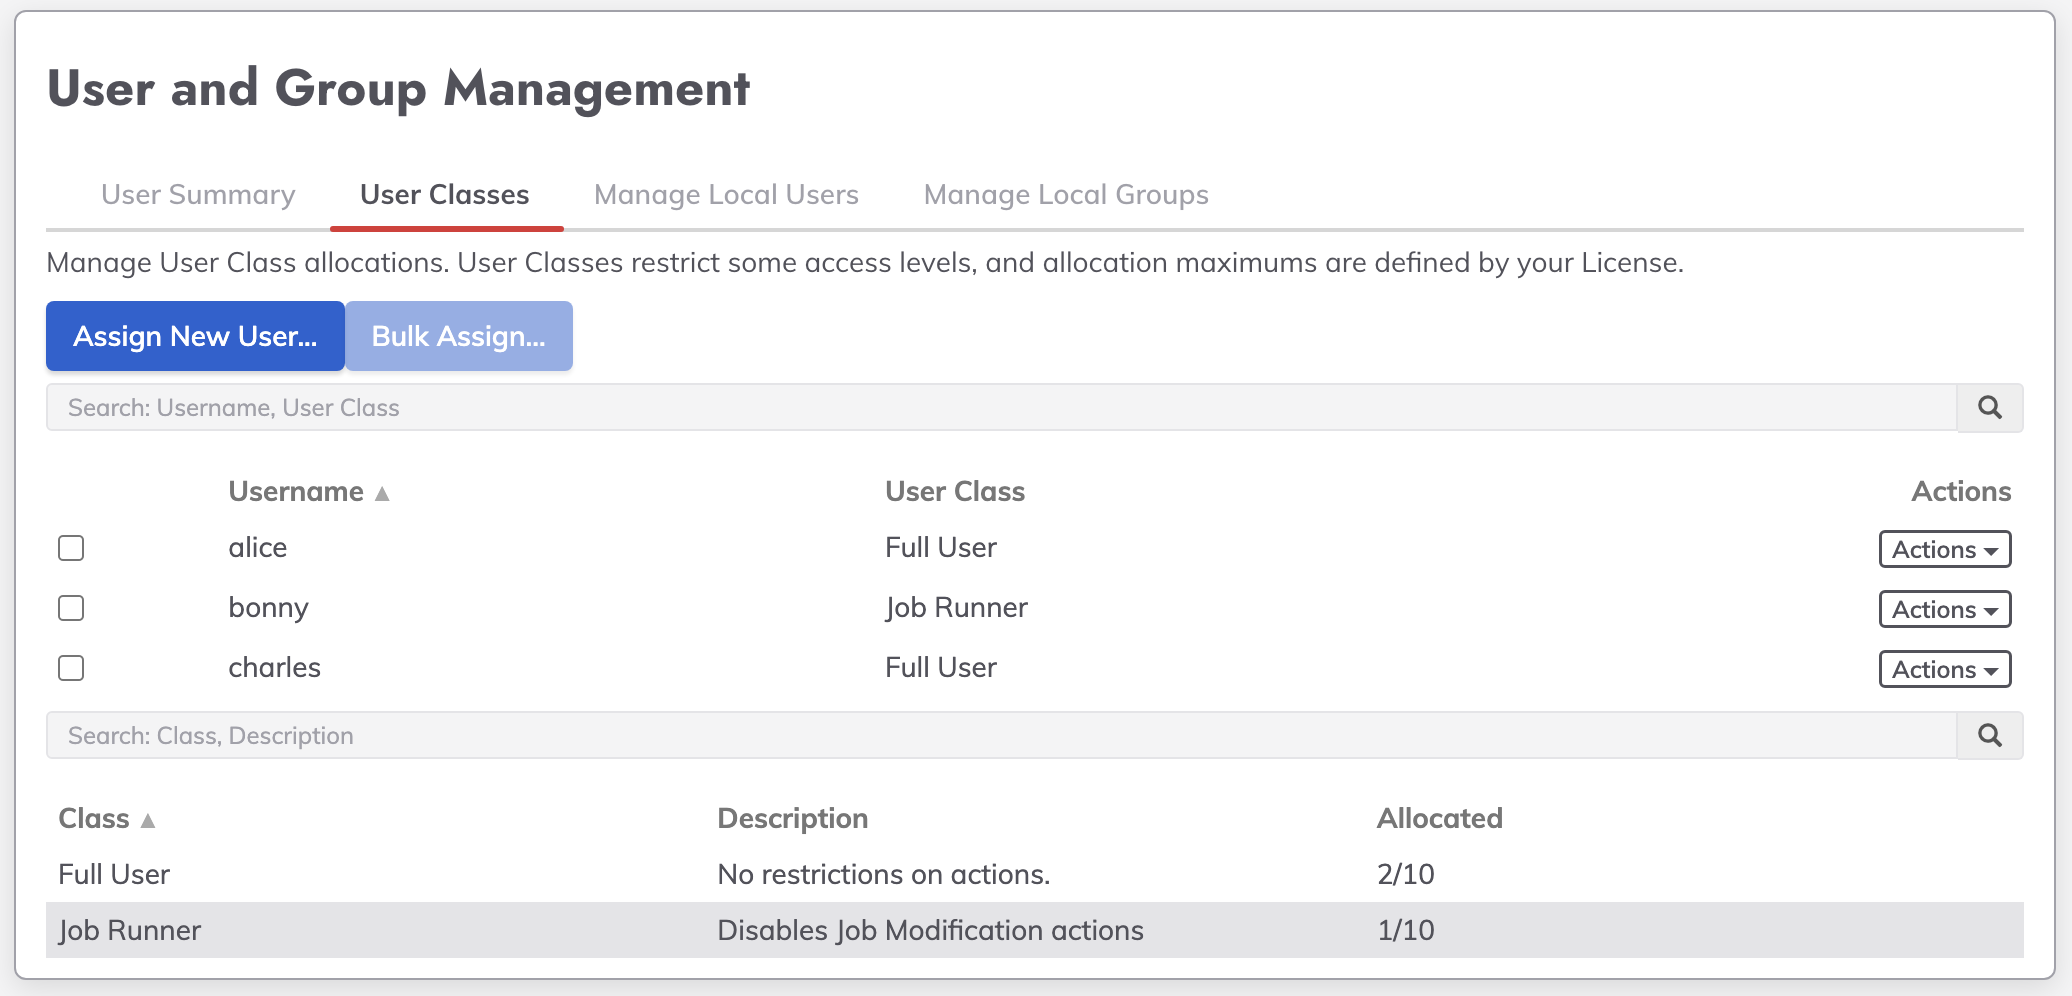 User and Group Management
User Summary User Classes Manage Local Users Manage Local Groups
Manage User Class allocations. User Classes restrict some access levels, and allocation maximums are defined by your License.
Assign New User... Bulk Assign...
Search: Username, User Class
Username ▲ User Class Actions
alice Full User Actions
bonny Job Runner Actions
charles Full User Actions
Search: Class, Description
Class ▲ Description Allocated
Full User No restrictions on actions. 2/10
Job Runner Disables Job Modification actions 1/10